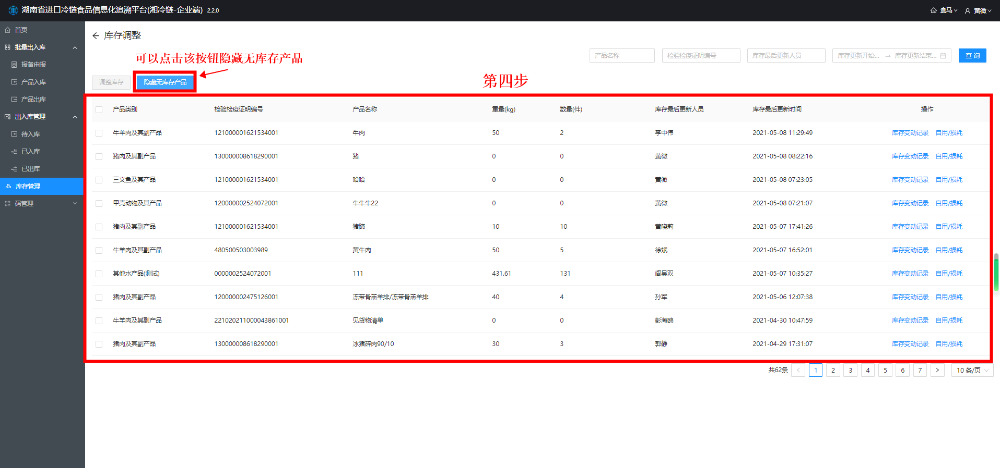 湖南省进口冷链食品信息化追溯平台(湘冷链-企业端) 2.2.0
盒马 黄微
首页
批量出入库
报备申报
产品入库
产品出库
出入库管理
待入库
已入库
已出库
库存管理
码管理
库存调整
可以点击该按钮隐藏无库存产品
产品名称 检验检疫证明编号 库存最后更新人员 库存更新开始... → 库存更新结束... 查 询
调整库存 隐藏无库存产品
第四步
产品类别 检验检疫证明编号 产品名称 重量(kg) 数量(件) 库存最后更新人员 库存最后更新时间 操作
牛羊肉及其副产品 121000001621534001 牛肉 50 2 李中伟 2021-05-08 11:29:49 库存变动记录 自用/损耗
猪肉及其副产品 130000008618290001 猪 0 0 黄微 2021-05-08 08:22:16 库存变动记录 自用/损耗
三文鱼及其产品 121000001621534001 哈哈 0 0 黄微 2021-05-08 07:23:05 库存变动记录 自用/损耗
甲壳动物及其产品 120000002524072001 牛牛牛22 0 0 黄微 2021-05-08 07:21:07 库存变动记录 自用/损耗
猪肉及其副产品 121000001621534001 猪蹄 10 10 黄晓莉 2021-05-07 17:41:26 库存变动记录 自用/损耗
牛羊肉及其副产品 480500503003989 黄牛肉 50 5 徐斌 2021-05-07 16:52:01 库存变动记录 自用/损耗
其他水产品(测试) 0000002524072001 111 431.61 131 阎吴双 2021-05-07 10:35:27 库存变动记录 自用/损耗
猪肉及其副产品 120000002475126001 冻带骨羔羊排/冻带骨羔羊排 40 4 孙军 2021-05-06 12:07:38 库存变动记录 自用/损耗
牛羊肉及其副产品 221020211000043861001 见货物清单 0 0 彭海鸥 2021-04-30 10:47:59 库存变动记录 自用/损耗
猪肉及其副产品 130000008618290001 冰猪碎肉90/10 30 3 郭静 2021-04-29 17:31:07 库存变动记录 自用/损耗
共62条 < 1 2 3 4 5 6 7 > 10 条/页